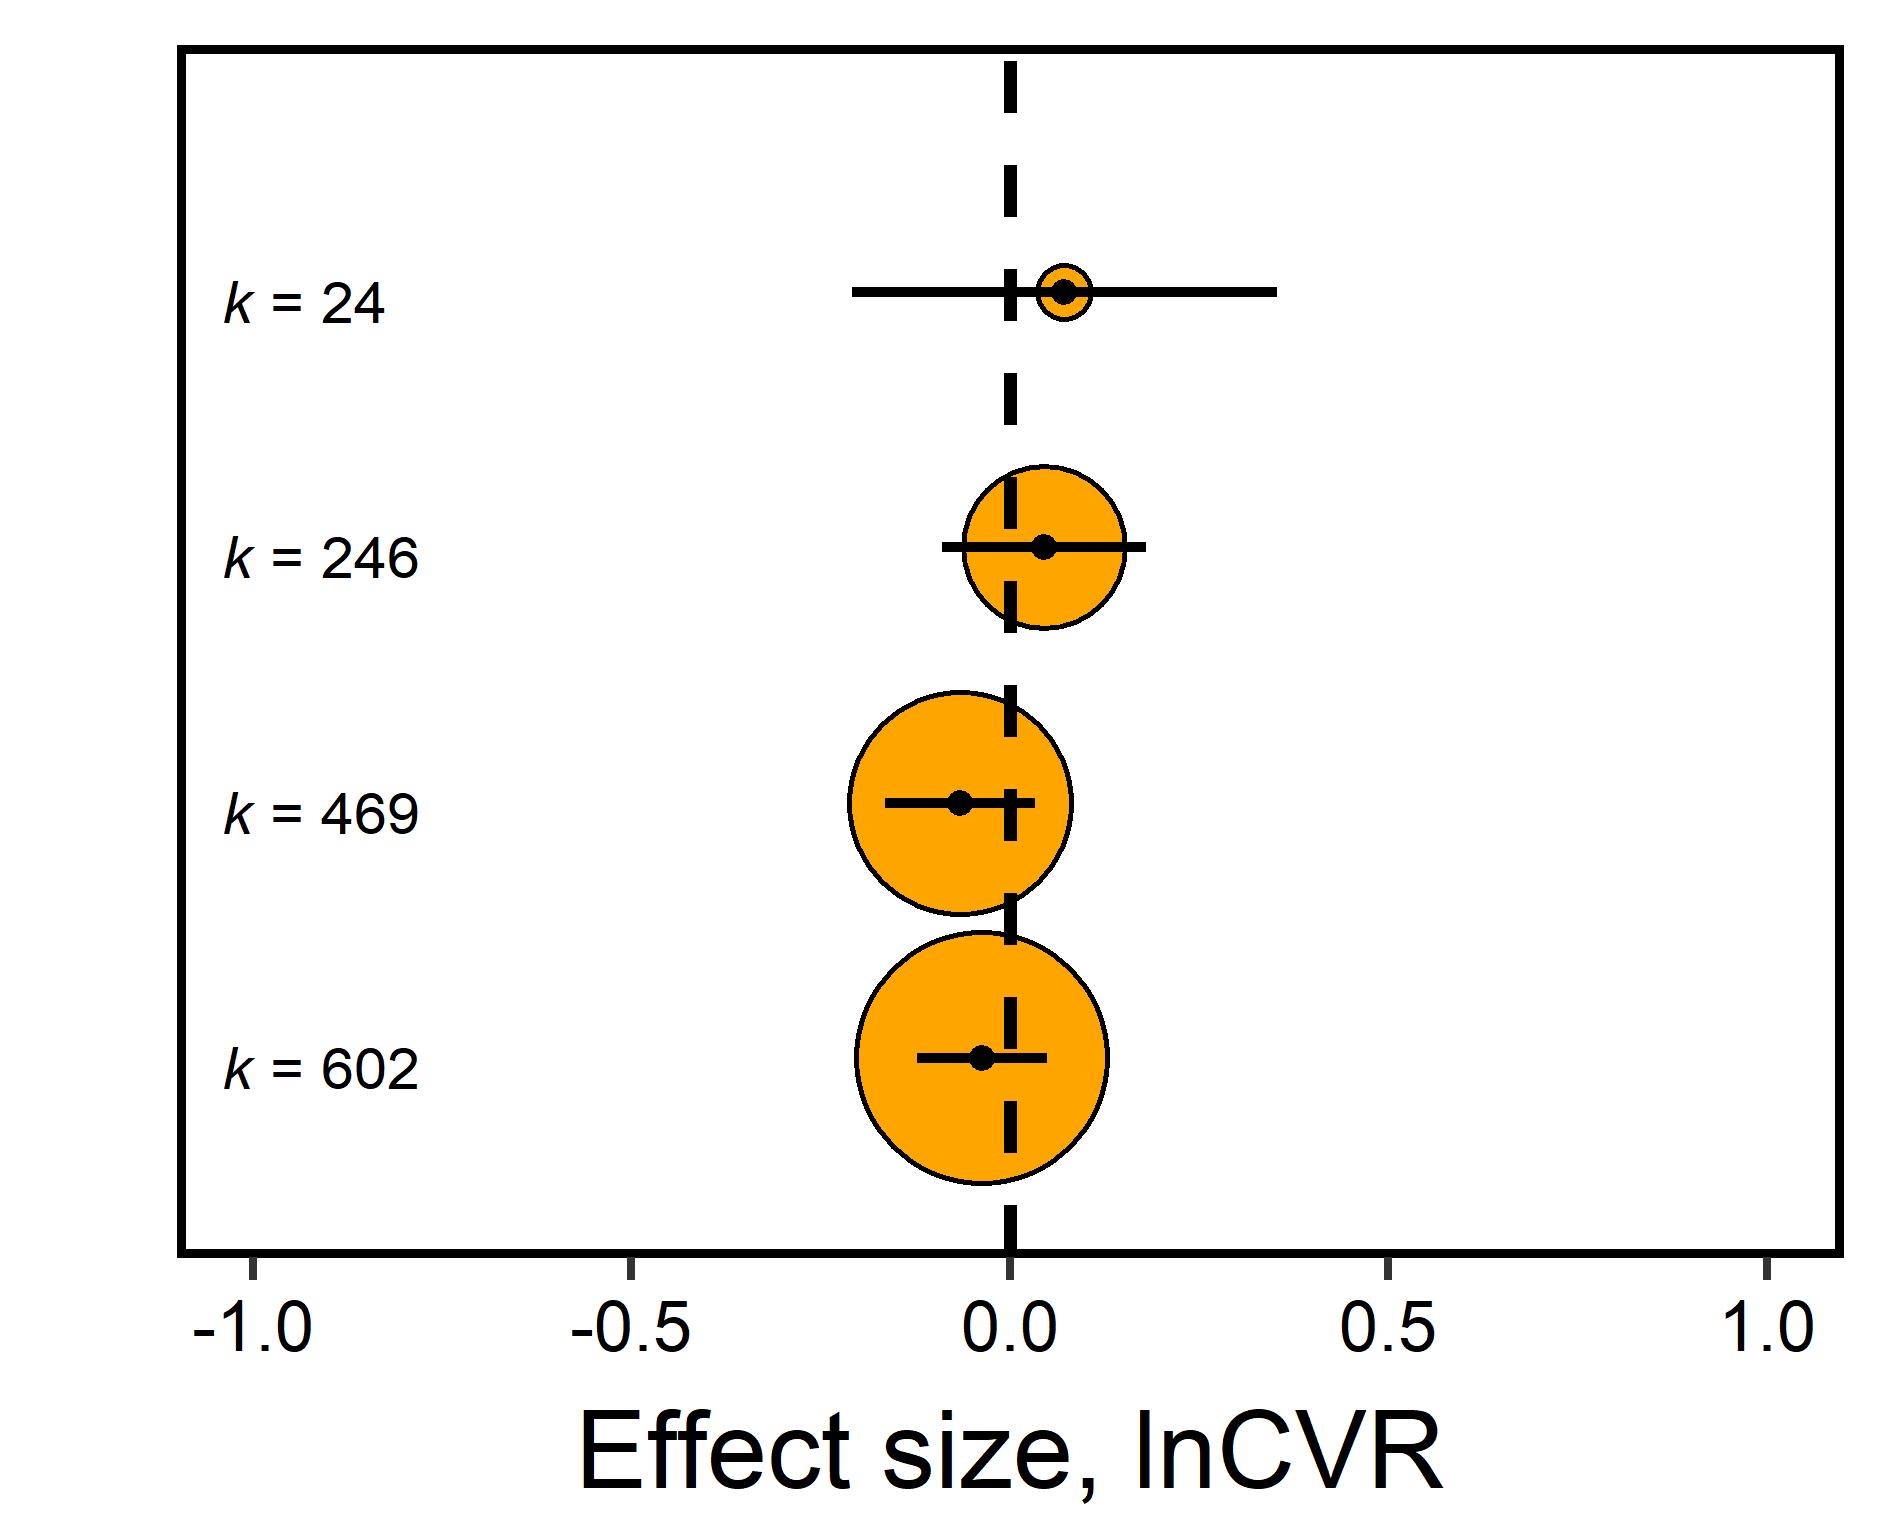 k = 24
k = 246
k = 469
k = 602
-1.0 -0.5 0.0 0.5 1.0
Effect size, lnCVR